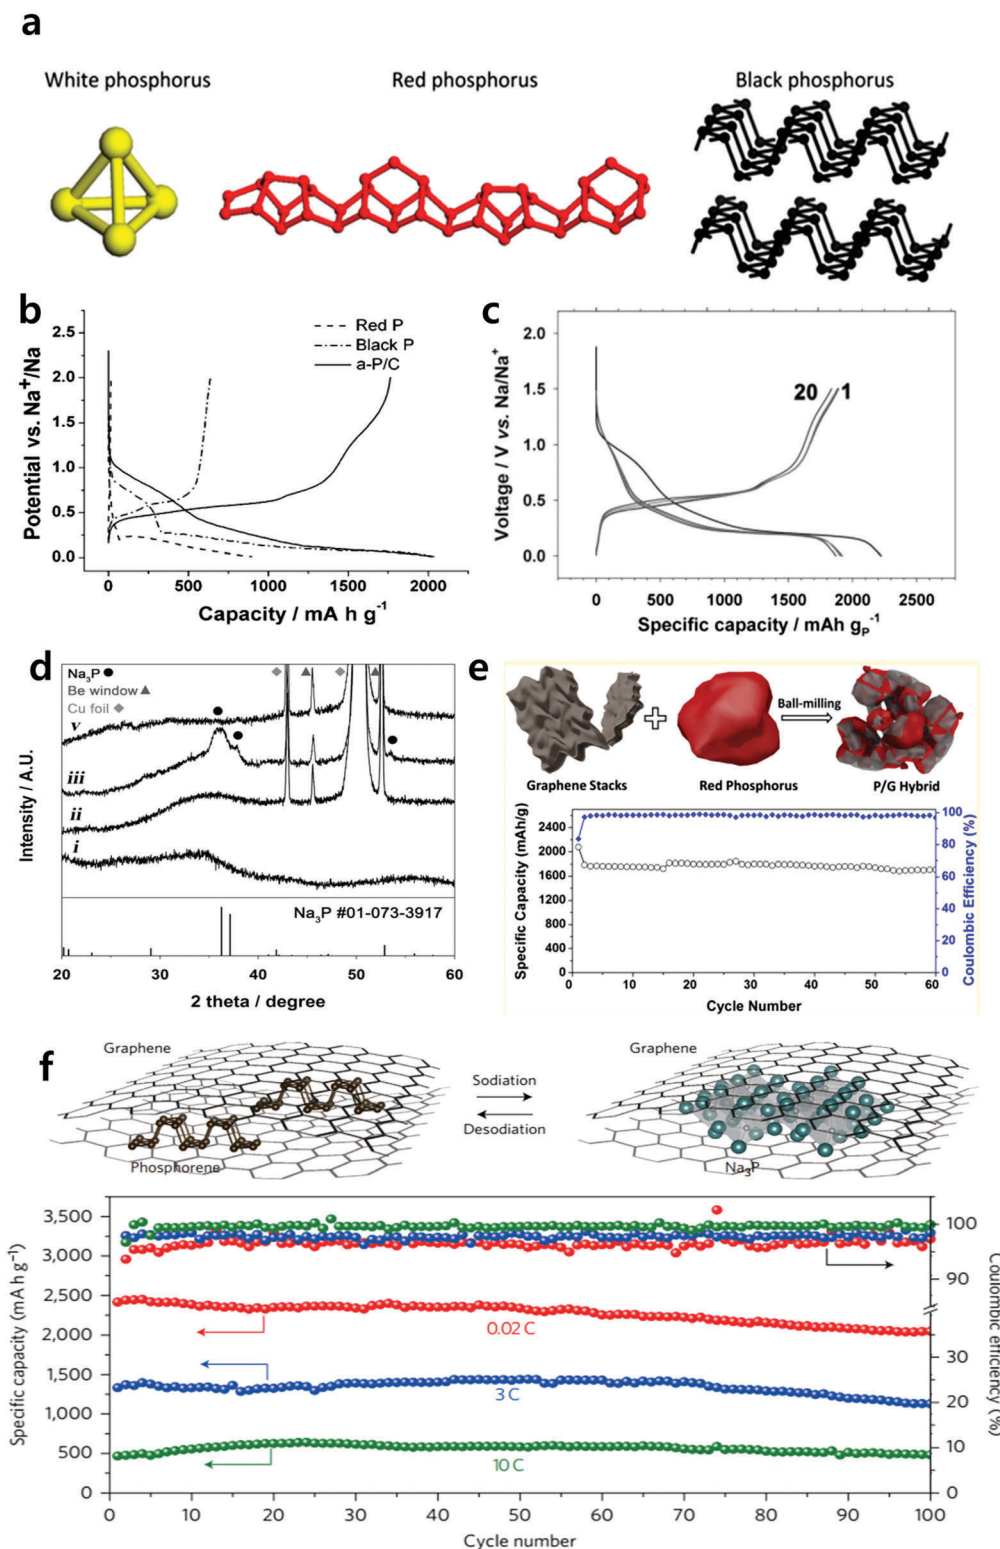 a
White phosphorus
Red phosphorus
Black phosphorus
b
Potential vs. Na⁺/Na
2.5
2.0
1.5
1.0
0.5
0.0
Red P
Black P
a-P/C
0
500
1000
1500
2000
Capacity / mA h g⁻¹
c
Voltage / V vs. Na/Na⁺
2.0
1.5
1.0
0.5
0.0
20 1
0
500
1000
1500
2000
2500
Specific capacity / mAh gₚ⁻¹
d
Intensity / A.U.
Na₃P ●
Be window ▲
Cu foil ◆
v
iii
ii
i
Na₃P #01-073-3917
20
30
40
50
60
2 theta / degree
e
Graphene Stacks
Red Phosphorus
Ball-milling
P/G Hybrid
Specific Capacity (mAh/g)
2400
2000
1600
1200
800
400
0
100
80
60
40
20
0
Coulombic Efficiency (%)
0
10
20
30
40
50
60
Cycle Number
f
Graphene
Phosphorene
Sodiation
Desodiation
Graphene
Na₃P
Specific capacity (mA h g⁻¹)
3,500
3,000
2,500
2,000
1,500
1,000
500
0
0.02 C
3 C
10 C
100
90
30
20
10
0
Coulombic efficiency (%)
0
10
20
30
40
50
60
70
80
90
100
Cycle number